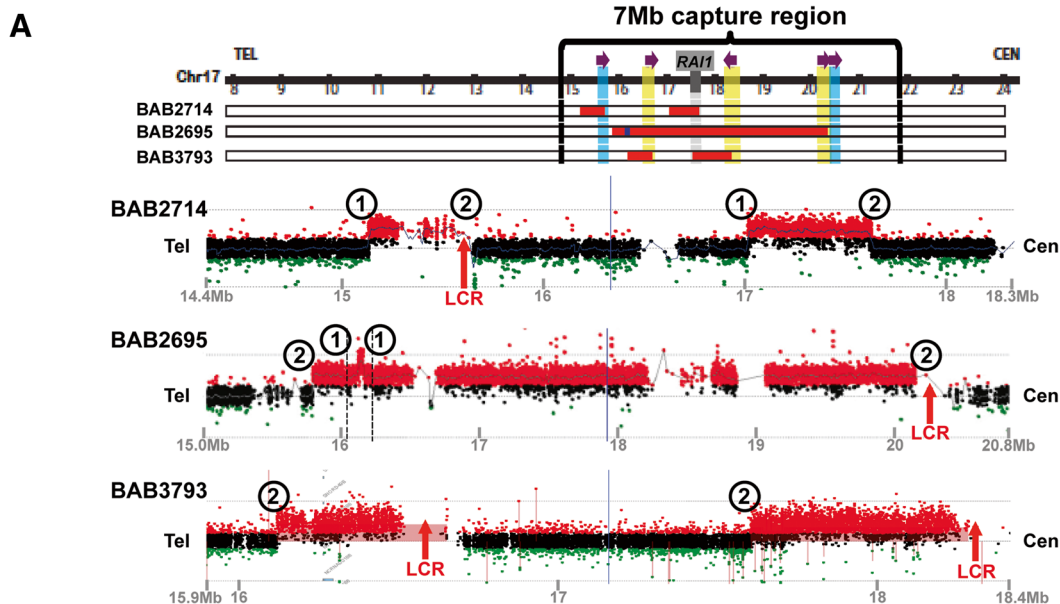 A
7Mb capture region
TEL RAI1 CEN
Chr17
8 9 10 11 12 13 14 15 16 17 18 19 20 21 22 23 24
BAB2714
BAB2695
BAB3793
BAB2714
1 2 1 2
Tel Cen
LCR
14.4Mb 15 16 17 18 18.3Mb
BAB2695
2 1 1 2
Tel Cen
LCR
15.0Mb 16 17 18 19 20 20.8Mb
BAB3793
2 2
Tel Cen
LCR LCR
15.9Mb 16 17 18 18.4Mb